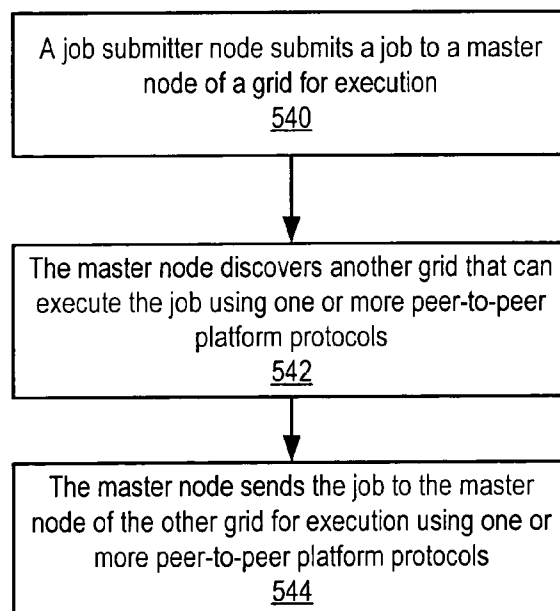 A job submitter node submits a job to a master
node of a grid for execution
540
The master node discovers another grid that can
execute the job using one or more peer-to-peer
platform protocols
542
The master node sends the job to the master
node of the other grid for execution using one or
more peer-to-peer platform protocols
544